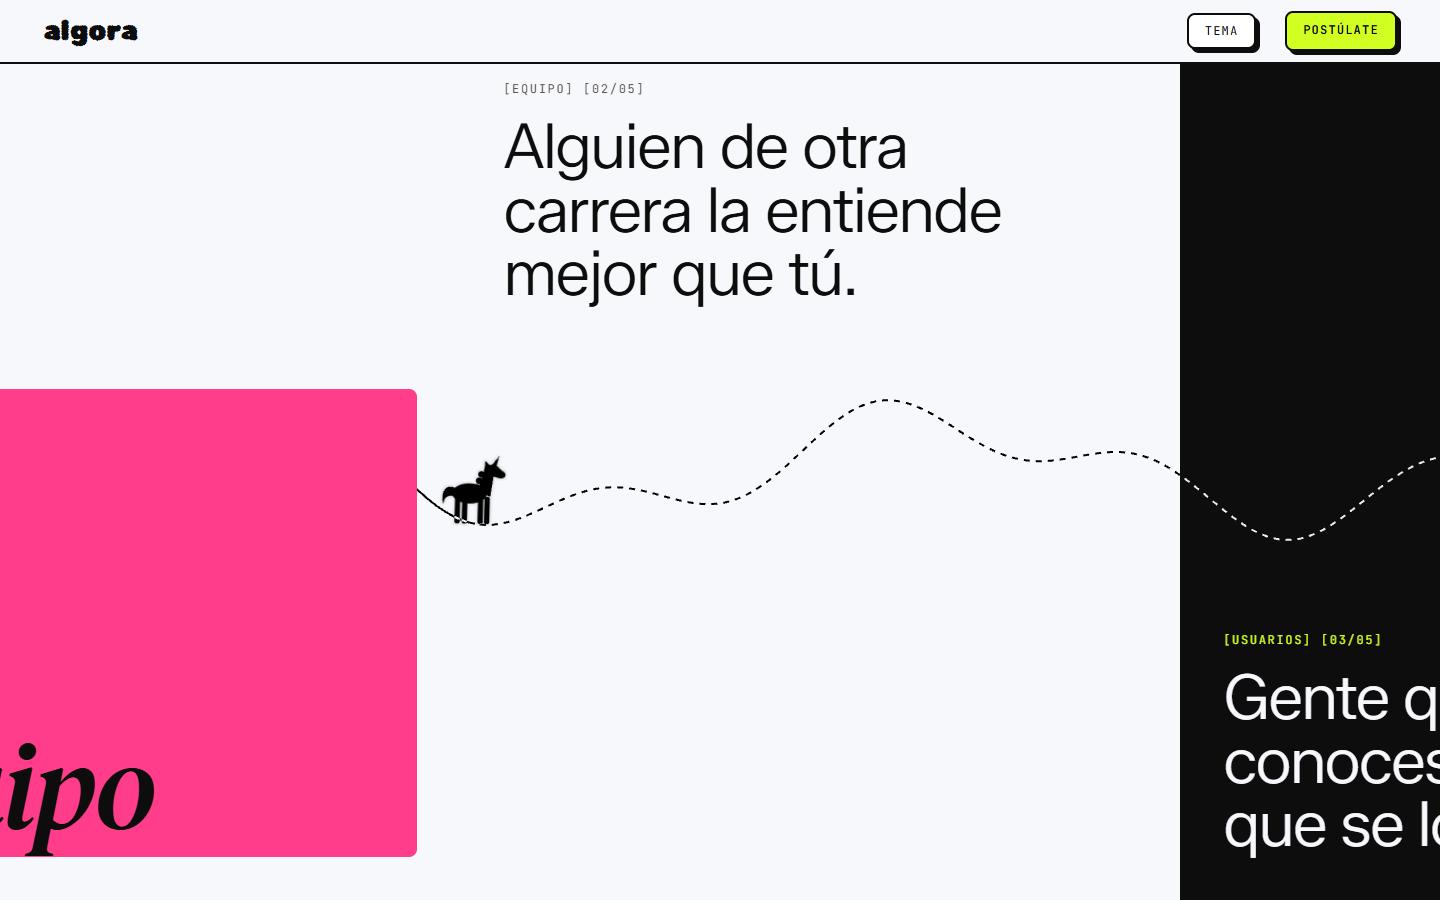 algora
TEMA
POSTÚLATE
[EQUIPO] [02/05]
Alguien de otra
carrera la entiende
mejor que tú.
ipo
[USUARIOS] [03/05]
Gente q
conoces
que se lo